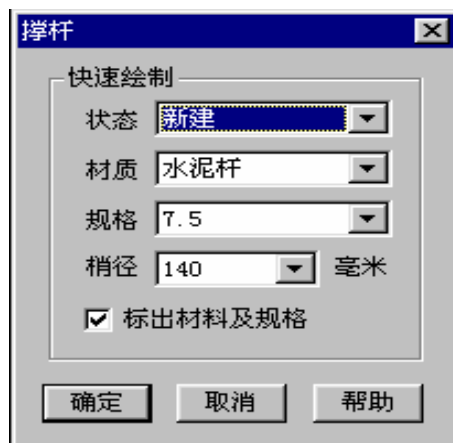 撑杆
快速绘制
状态 新建
材质 水泥杆
规格 7.5
梢径 140 毫米
标出材料及规格
确定 取消 帮助